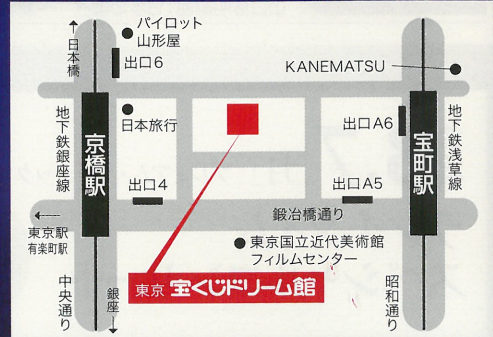 ↑日本橋
パイロット
山形屋
出口6
KANEMATSU
地下鉄銀座線
京橋駅
日本旅行
出口A6
宝町駅
地下鉄浅草線
出口4
出口A5
鍛冶橋通り
←
東京駅
有楽町駅
東京国立近代美術館
フィルムセンター
東京 宝くじドリーム館
中央通り
銀座↓
昭和通り